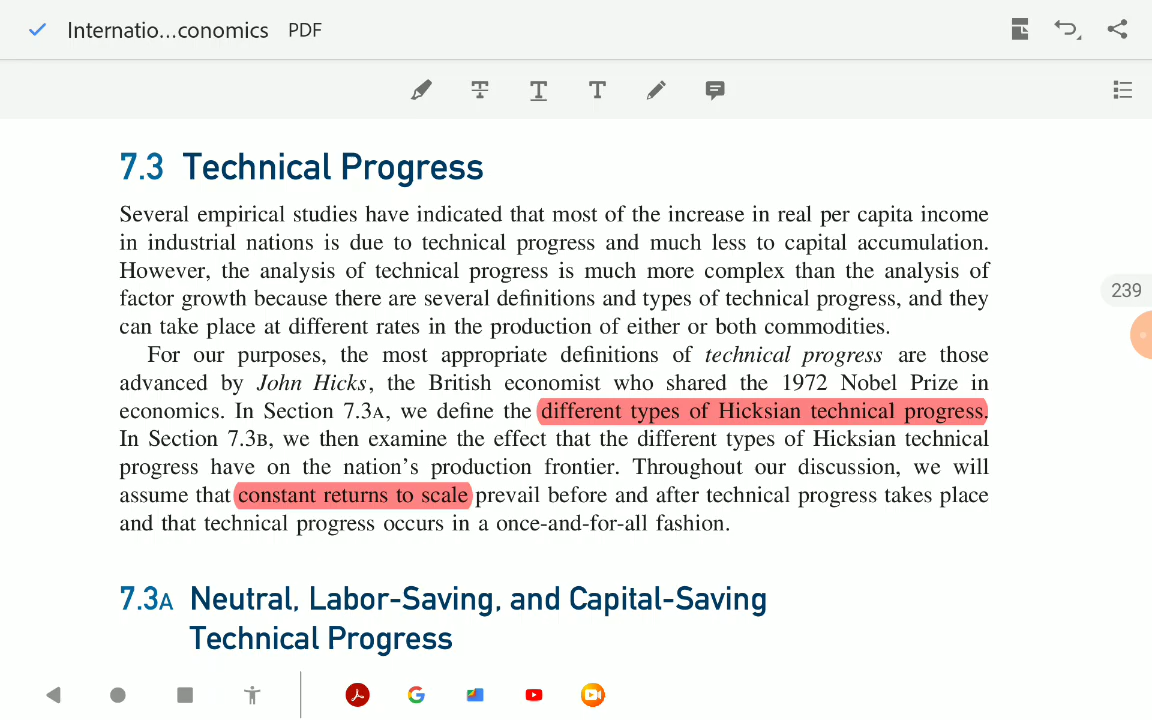 Internatio...conomics PDF
7.3 Technical Progress
Several empirical studies have indicated that most of the increase in real per capita income
in industrial nations is due to technical progress and much less to capital accumulation.
However, the analysis of technical progress is much more complex than the analysis of
factor growth because there are several definitions and types of technical progress, and they
can take place at different rates in the production of either or both commodities.
239
For our purposes, the most appropriate definitions of technical progress are those
advanced by John Hicks, the British economist who shared the 1972 Nobel Prize in
economics. In Section 7.3A, we define the different types of Hicksian technical progress.
In Section 7.3B, we then examine the effect that the different types of Hicksian technical
progress have on the nation's production frontier. Throughout our discussion, we will
assume that constant returns to scale prevail before and after technical progress takes place
and that technical progress occurs in a once-and-for-all fashion.
7.3A Neutral, Labor-Saving, and Capital-Saving
Technical Progress